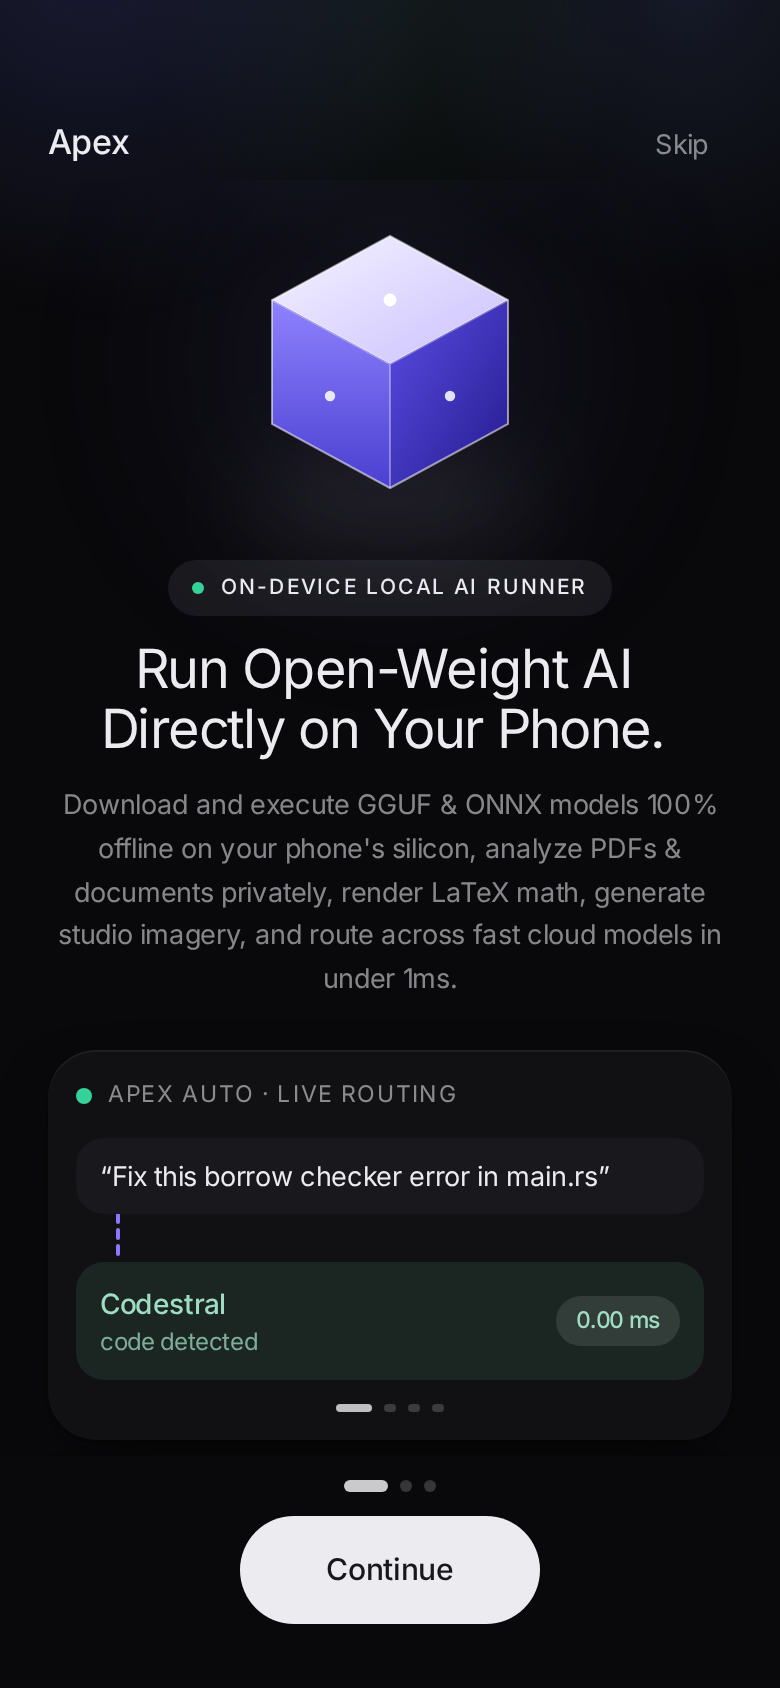 Apex
Skip
ON-DEVICE LOCAL AI RUNNER
Run Open-Weight AI
Directly on Your Phone.
Download and execute GGUF & ONNX models 100%
offline on your phone's silicon, analyze PDFs &
documents privately, render LaTeX math, generate
studio imagery, and route across fast cloud models in
under 1ms.
APEX AUTO · LIVE ROUTING
“Fix this borrow checker error in main.rs”
Codestral
code detected
0.00 ms
Continue